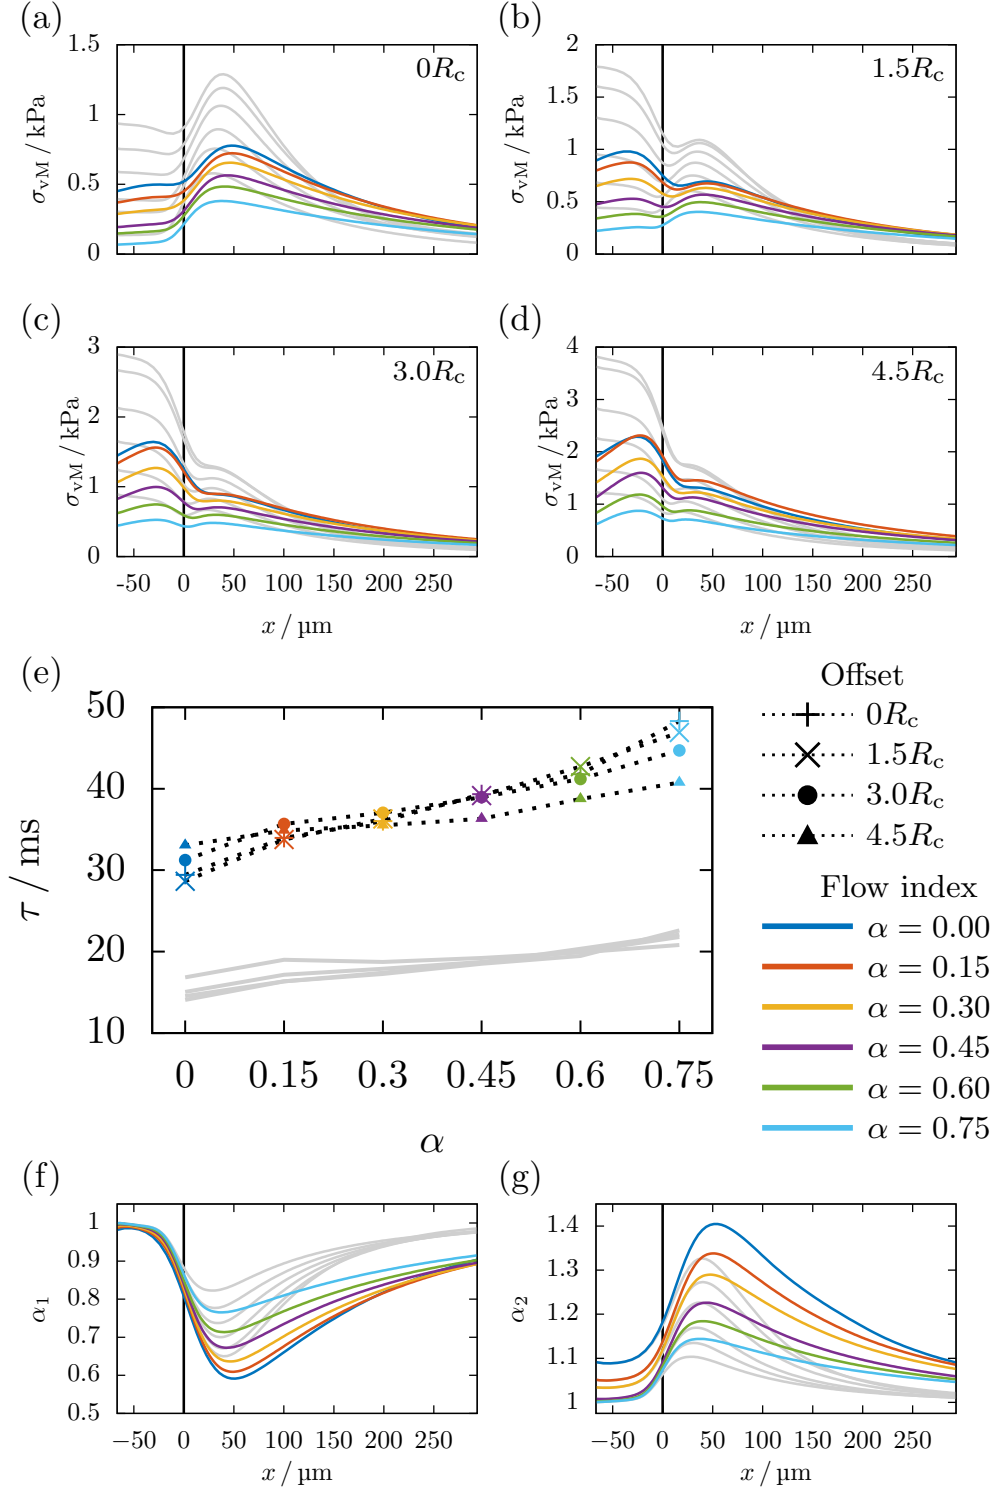 (a)
(b)
1.5
1
0.5
0
σvM / kPa
0Rc
2
1.5
1
0.5
0
σvM / kPa
1.5Rc
(c)
(d)
3
2
1
0
σvM / kPa
3.0Rc
-50 0 50 100 150 200 250
x / μm
4
3
2
1
0
σvM / kPa
4.5Rc
-50 0 50 100 150 200 250
x / μm
(e)
50
40
30
20
10
τ / ms
0 0.15 0.3 0.45 0.6 0.75
α
Offset
0Rc
1.5Rc
3.0Rc
4.5Rc
Flow index
α = 0.00
α = 0.15
α = 0.30
α = 0.45
α = 0.60
α = 0.75
(f)
(g)
1
0.9
0.8
0.7
0.6
0.5
α1
−50 0 50 100 150 200 250
x / μm
1.4
1.3
1.2
1.1
1
α2
−50 0 50 100 150 200 250
x / μm